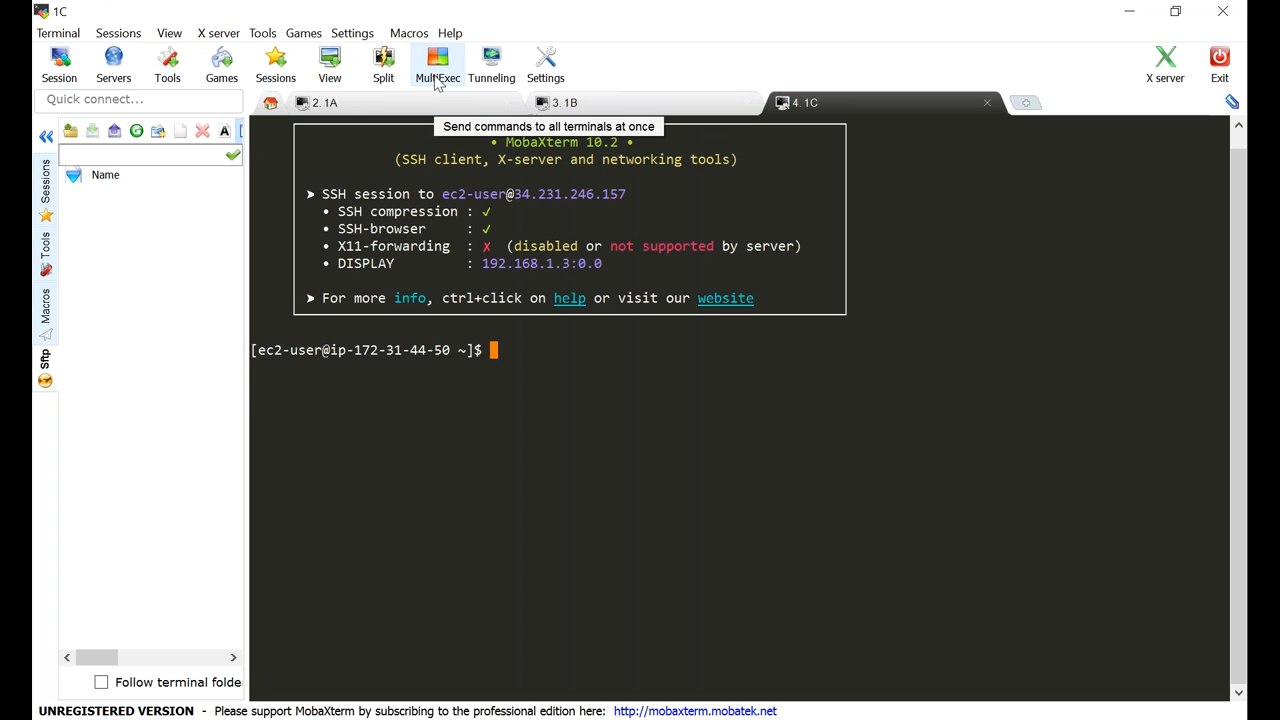 1C
Terminal Sessions View X server Tools Games Settings Macros Help
Session Servers Tools Games Sessions View Split MultiExec Tunneling Settings X server Exit
Quick connect... 2. 1A 3. 1B 4. 1C
Send commands to all terminals at once
• MobaXterm 10.2 •
(SSH client, X-server and networking tools)
➤ SSH session to ec2-user@34.231.246.157
• SSH compression : ✓
• SSH-browser : ✓
• X11-forwarding : ✗ (disabled or not supported by server)
• DISPLAY : 192.168.1.3:0.0
➤ For more info, ctrl+click on help or visit our website
[ec2-user@ip-172-31-44-50 ~]$
A
Name
Sessions
Tools
Macros
Sftp
Follow terminal folde
UNREGISTERED VERSION - Please support MobaXterm by subscribing to the professional edition here: http://mobaxterm.mobatek.net